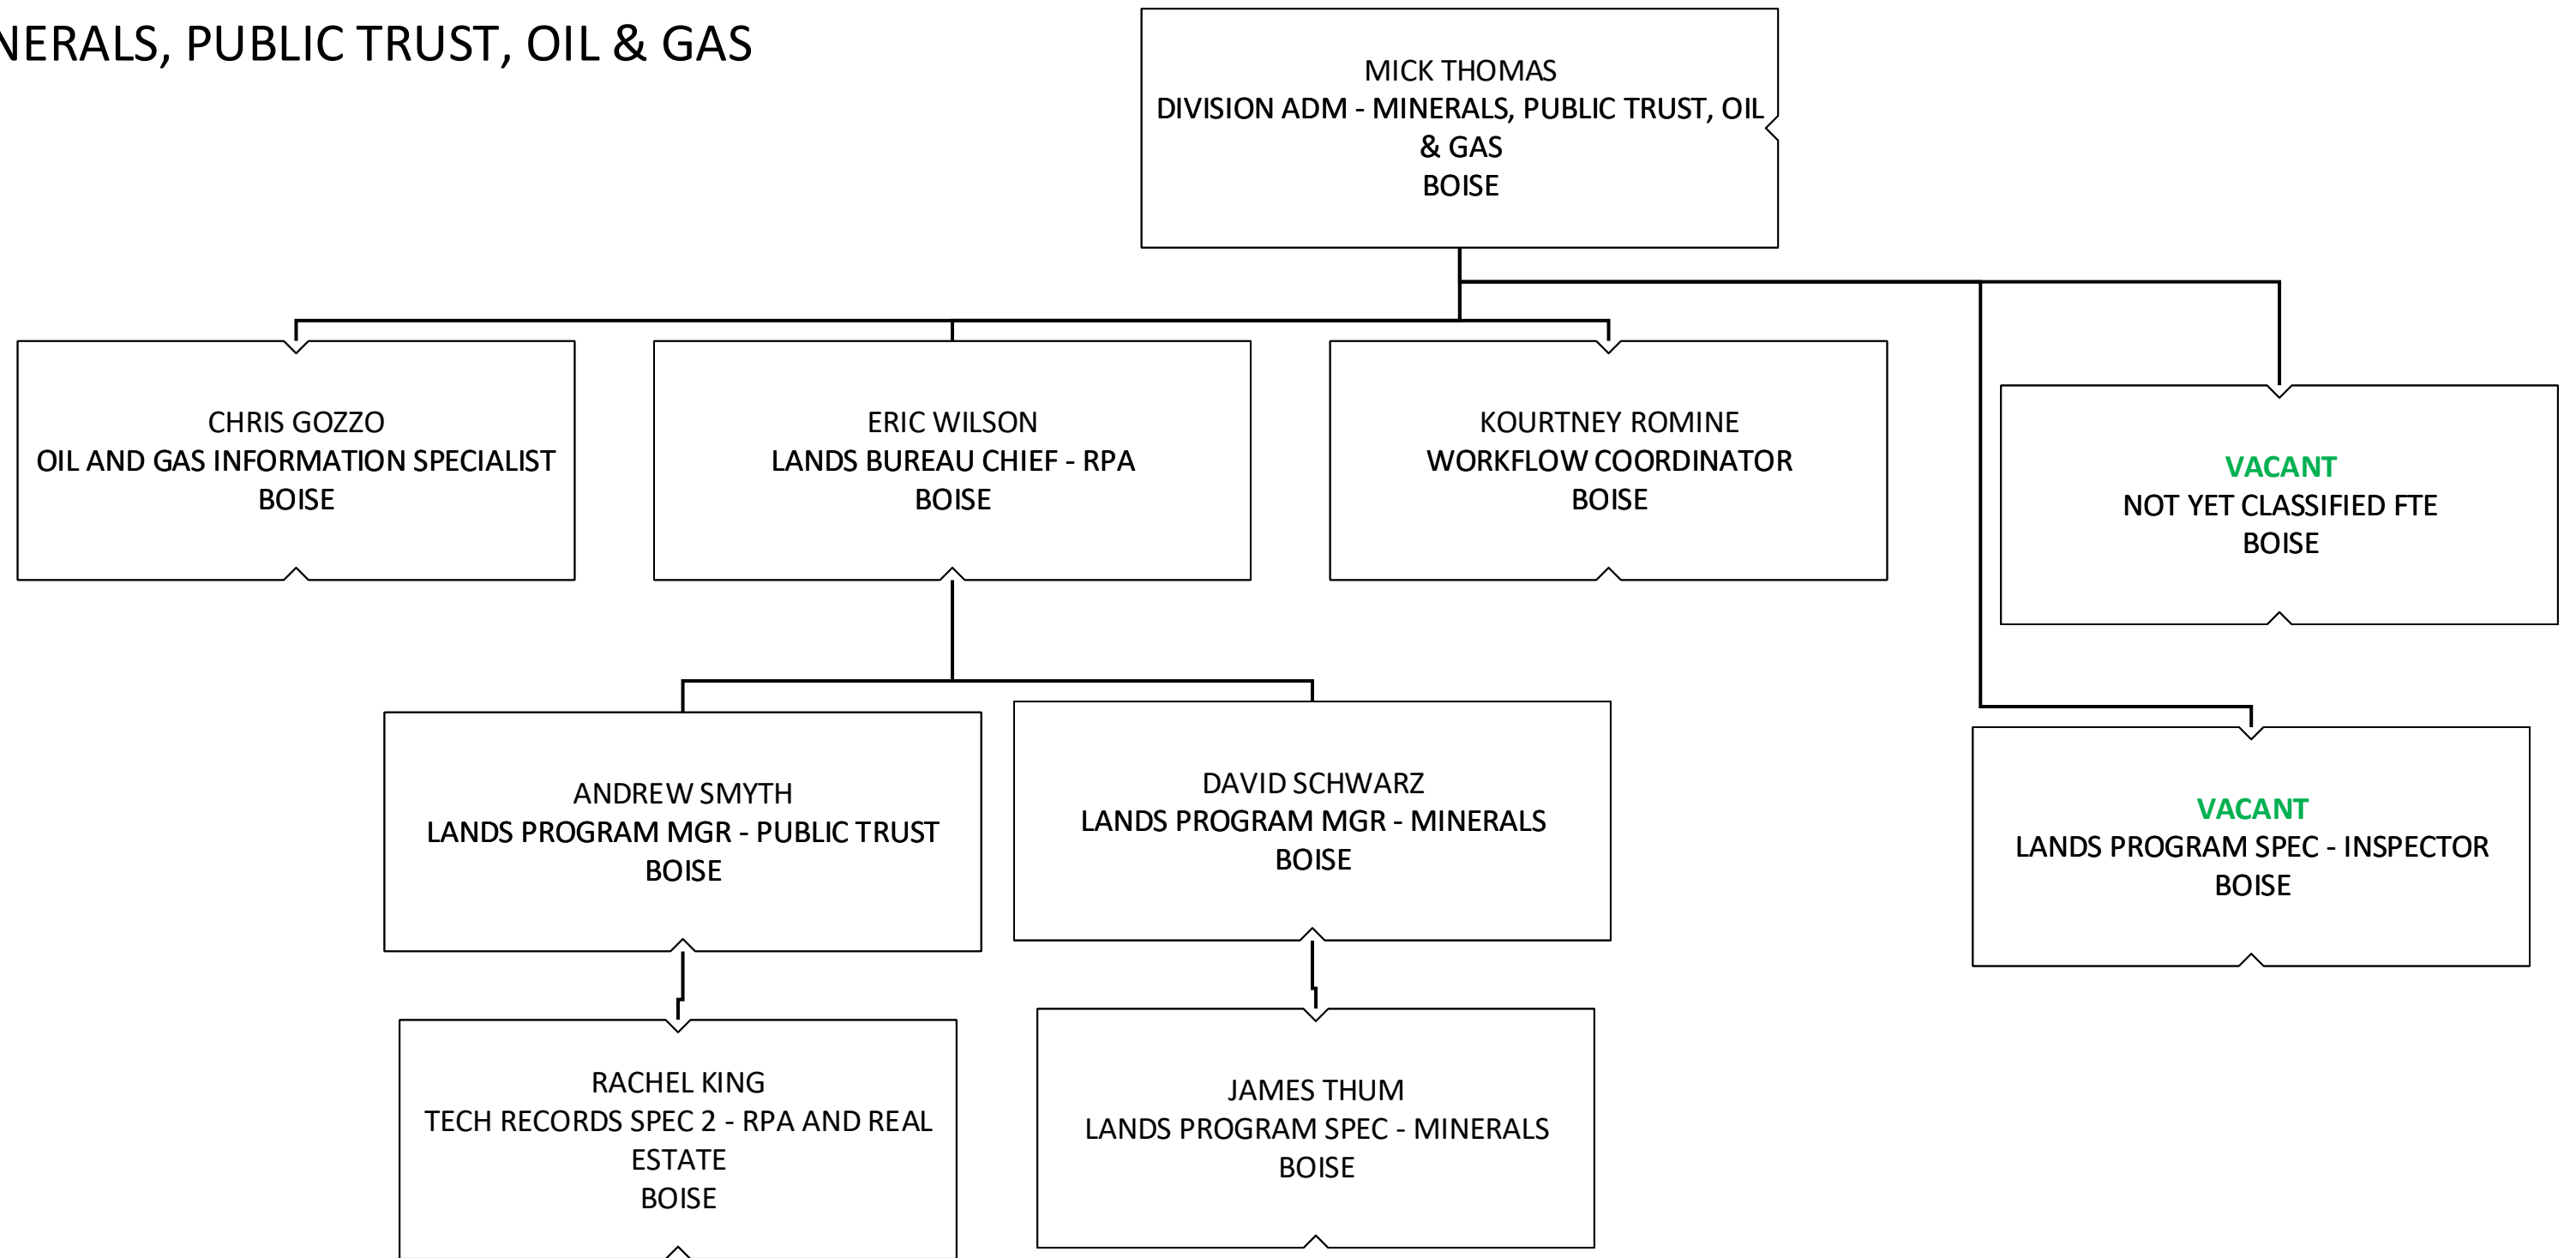 NERALS, PUBLIC TRUST, OIL & GAS
MICK THOMAS
DIVISION ADM - MINERALS, PUBLIC TRUST, OIL
& GAS
BOISE
CHRIS GOZZO
OIL AND GAS INFORMATION SPECIALIST
BOISE
ERIC WILSON
LANDS BUREAU CHIEF - RPA
BOISE
KOURTNEY ROMINE
WORKFLOW COORDINATOR
BOISE
VACANT
NOT YET CLASSIFIED FTE
BOISE
ANDREW SMYTH
LANDS PROGRAM MGR - PUBLIC TRUST
BOISE
DAVID SCHWARZ
LANDS PROGRAM MGR - MINERALS
BOISE
VACANT
LANDS PROGRAM SPEC - INSPECTOR
BOISE
RACHEL KING
TECH RECORDS SPEC 2 - RPA AND REAL
ESTATE
BOISE
JAMES THUM
LANDS PROGRAM SPEC - MINERALS
BOISE